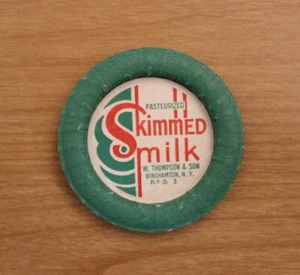 PASTEURIZED
SkimmED
milk
W. THOMPSON & SON
BINGHAMTON, N.Y.
R.F.D. 3